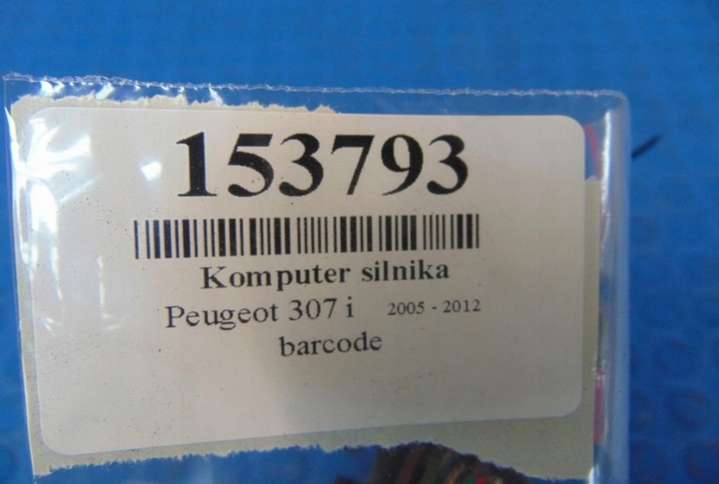 153793
Komputer silnika
Peugeot 307 i 2005 - 2012
barcode